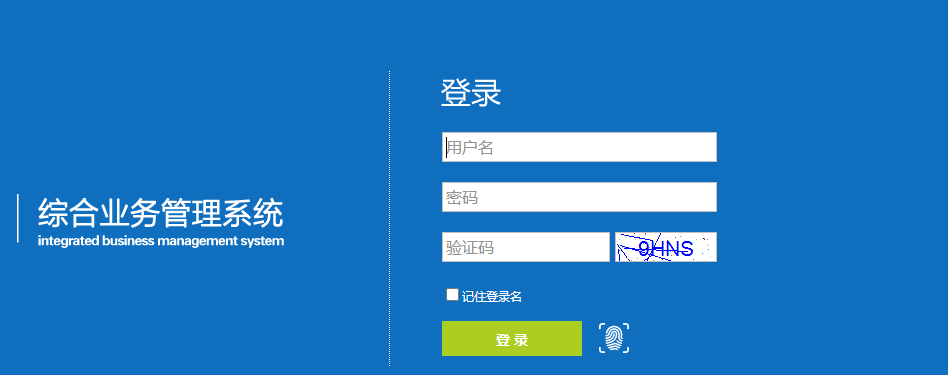 登录
用户名
密码
综合业务管理系统
integrated business management system
验证码 9HNS
记住登录名
登 录